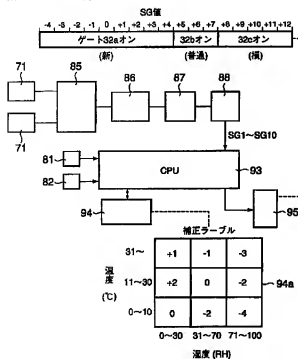 SG値
-4 -3 -2 -1 0 +1 +2 +3 +4 +5 +6 +7 +8 +9 +10 +11 +12
ゲート32aオン 32bオン 32cオン
(新) (普通) (損)
71 85 86 87 88
71
SG1〜SG10
81
82
CPU
93
94
95
補正テーブル
31〜 +1 -1 -3
温度 11〜30 +2 0 -2
(℃) 0〜10 0 -2 -4
94a
0〜30 31〜70 71〜100
湿度 (RH)